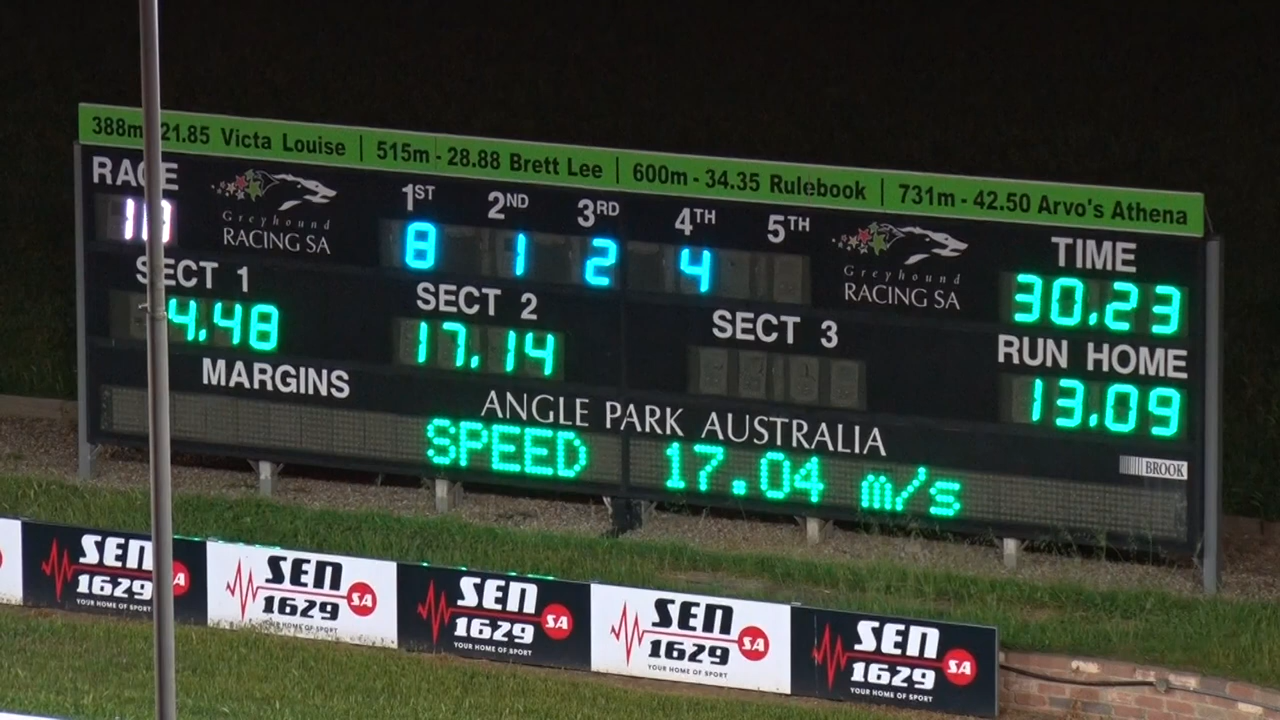 388m 21.85 Victa Louise | 515m - 28.88 Brett Lee | 600m - 34.35 Rulebook | 731m - 42.50 Arvo's Athena
RACE
10
Greyhound
RACING SA
1ST 2ND 3RD 4TH 5TH
8 1 2 4
Greyhound
RACING SA
TIME
30.23
SECT 1
4.48
SECT 2
17.14
SECT 3
RUN HOME
13.09
MARGINS
ANGLE PARK AUSTRALIA
SPEED 17.04 m/s
BROOK
SEN
1629 SA
YOUR HOME OF SPORT
SEN
1629 SA
YOUR HOME OF SPORT
SEN
1629 SA
YOUR HOME OF SPORT
SEN
1629 SA
YOUR HOME OF SPORT
SEN
1629 SA
YOUR HOME OF SPORT